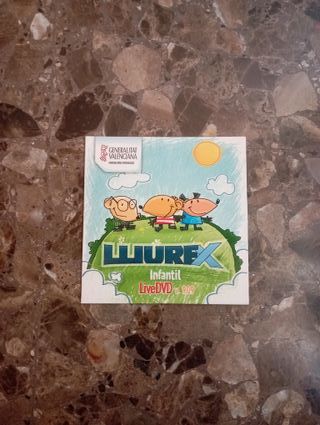 GENERALITAT
VALENCIANA
LLIUREX
Infantil
LiveDVD